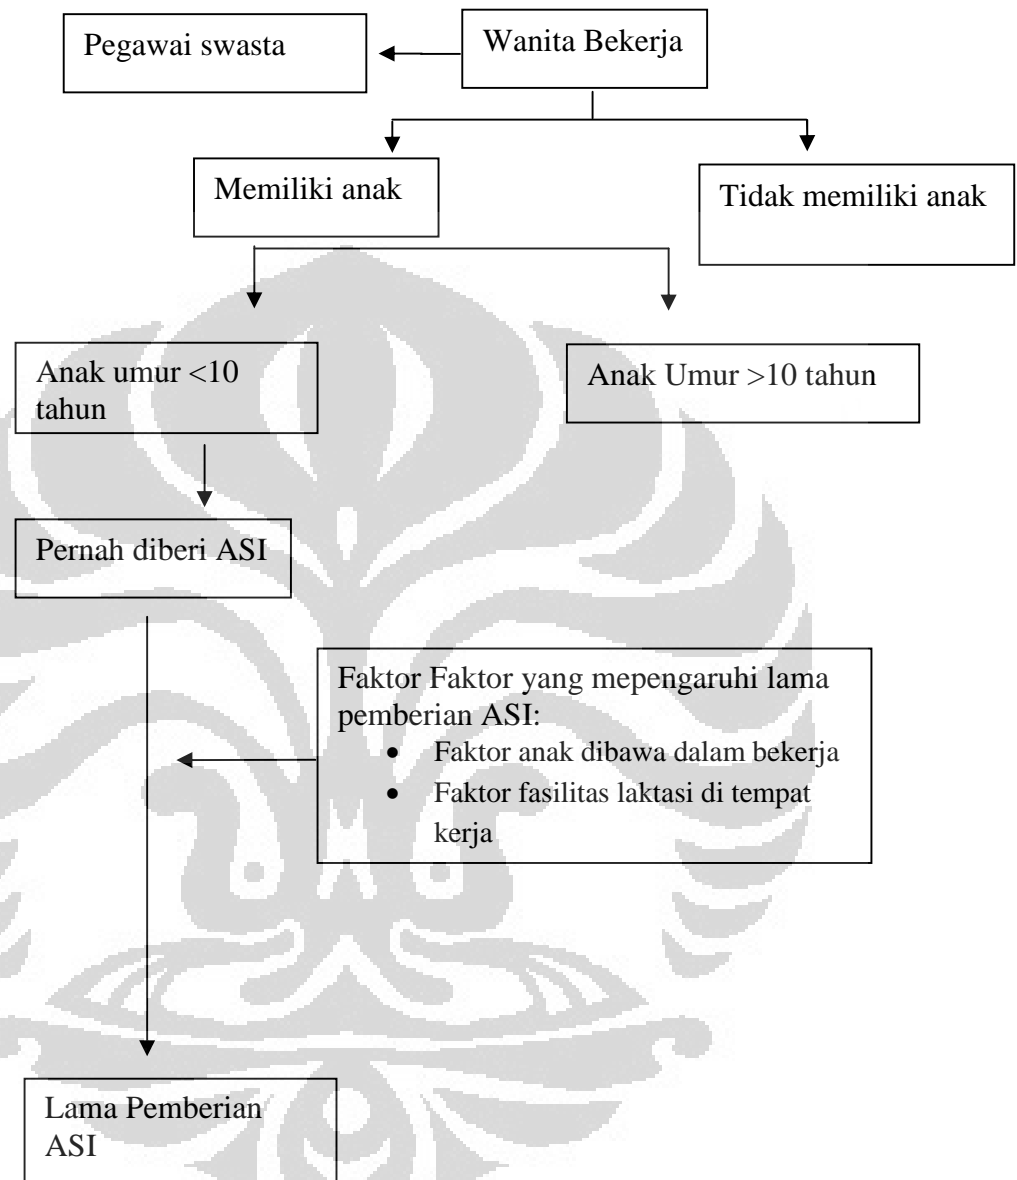 Pegawai swasta
Wanita Bekerja
Memiliki anak
Tidak memiliki anak
Anak umur <10
tahun
Anak Umur >10 tahun
Pernah diberi ASI
Faktor Faktor yang mepengaruhi lama
pemberian ASI:
• Faktor anak dibawa dalam bekerja
• Faktor fasilitas laktasi di tempat
kerja
Lama Pemberian
ASI